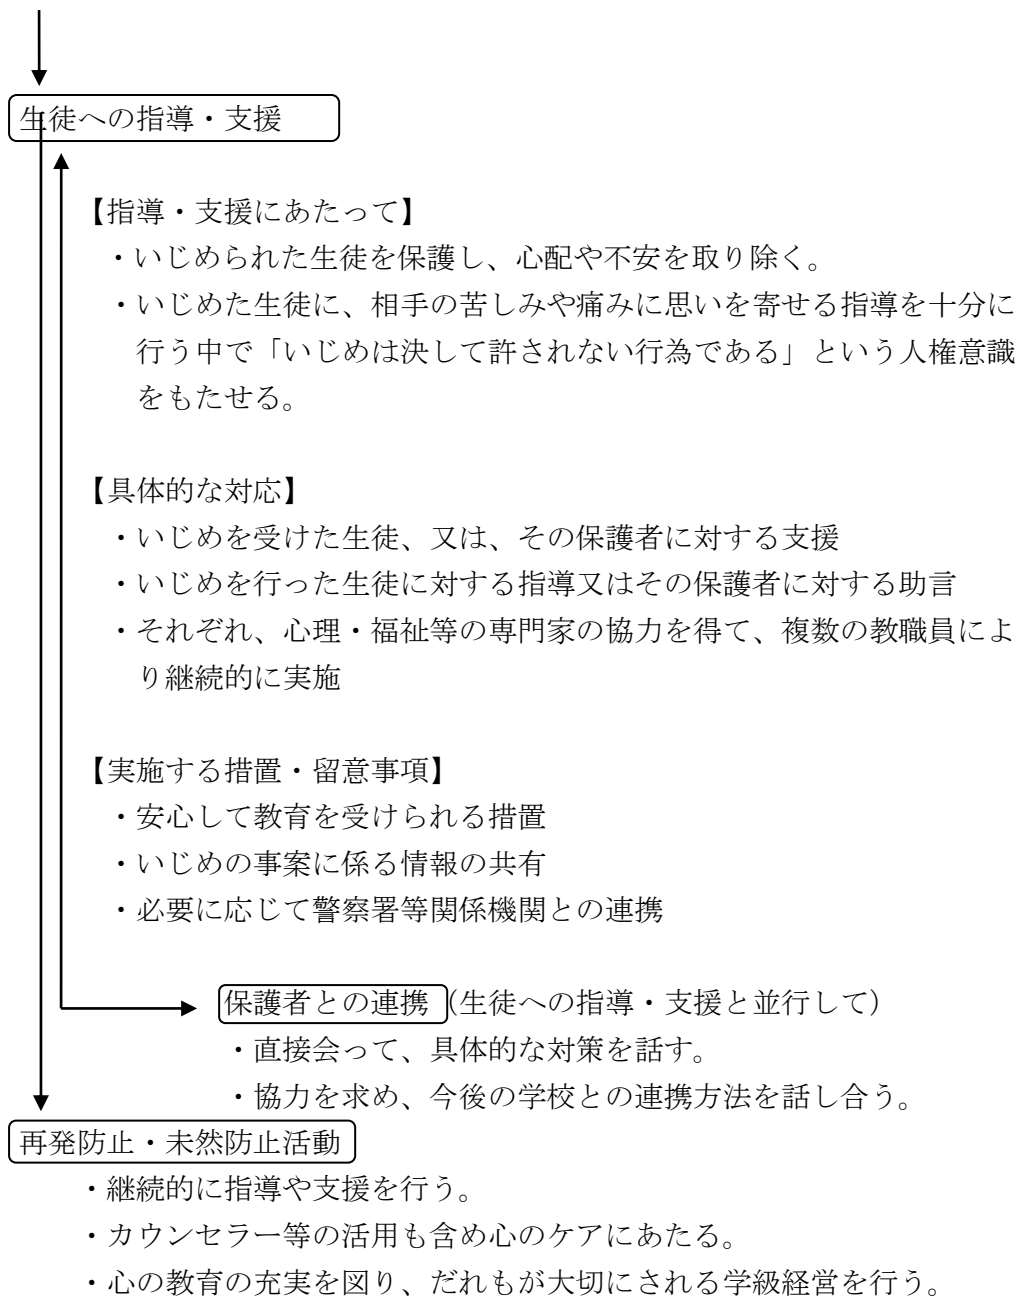 生徒への指導・支援
【指導・支援にあたって】
・いじめられた生徒を保護し、心配や不安を取り除く。
・いじめた生徒に、相手の苦しみや痛みに思いを寄せる指導を十分に
行う中で「いじめは決して許されない行為である」という人権意識
をもたせる。
【具体的な対応】
・いじめを受けた生徒、又は、その保護者に対する支援
・いじめを行った生徒に対する指導又はその保護者に対する助言
・それぞれ、心理・福祉等の専門家の協力を得て、複数の教職員によ
り継続的に実施
【実施する措置・留意事項】
・安心して教育を受けられる措置
・いじめの事案に係る情報の共有
・必要に応じて警察署等関係機関との連携
保護者との連携 (生徒への指導・支援と並行して)
・直接会って、具体的な対策を話す。
・協力を求め、今後の学校との連携方法を話し合う。
再発防止・未然防止活動
・継続的に指導や支援を行う。
・カウンセラー等の活用も含め心のケアにあたる。
・心の教育の充実を図り、だれもが大切にされる学級経営を行う。